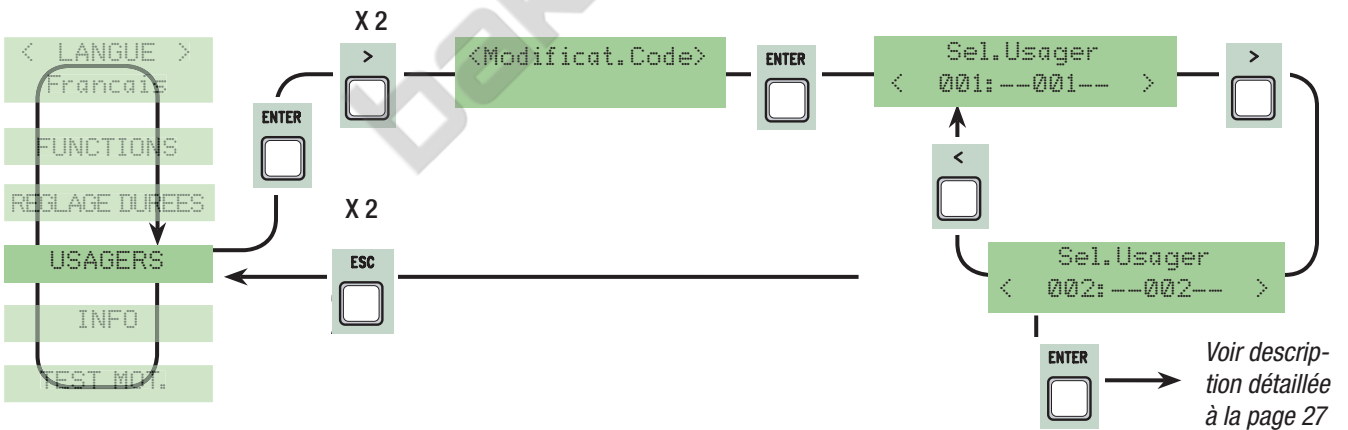 X 2
< LANGUE >
Francais
FUNCTIONS
REGLAGE DUREES
USAGERS
INFO
TEST MOT.
ENTER
>
<Modificat.Code>
ENTER
Sel.Usager
< 001:--001-- >
>
<
Sel.Usager
< 002:--002-- >
X 2
ESC
ENTER
Voir descrip-
tion détaillée
à la page 27